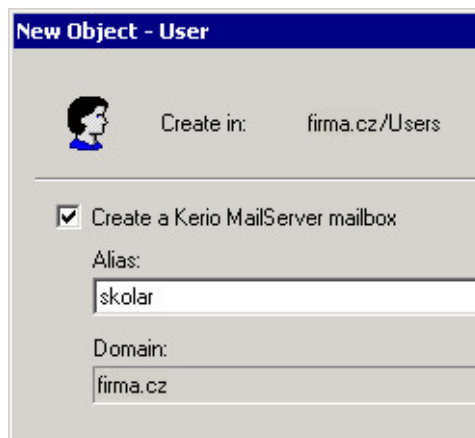 New Object - User
Create in: firma.cz/Users
Create a Kerio MailServer mailbox
Alias:
skolar
Domain:
firma.cz